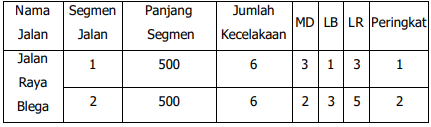 Nama Jalan Segmen Jalan Panjang Segmen Jumlah Kecelakaan MD LB LR Peringkat
Jalan Raya Blega 1 500 6 3 1 3 1
2 500 6 2 3 5 2